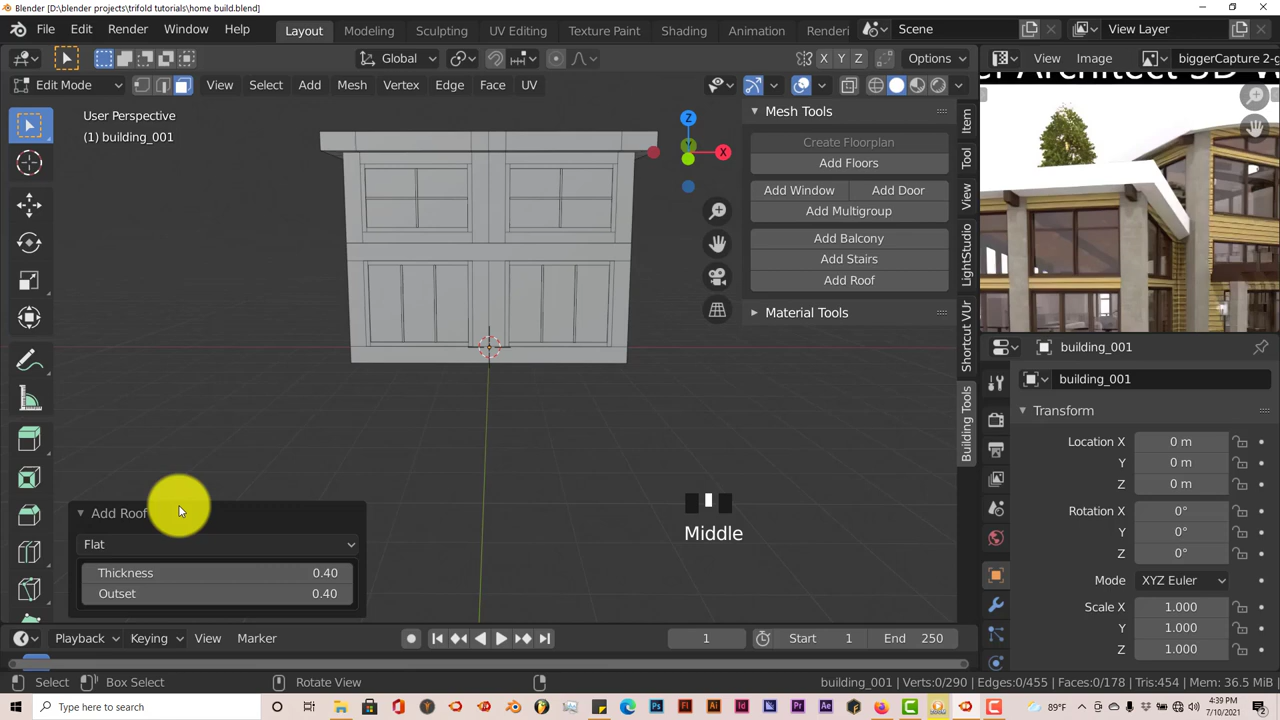 Blender [D:\blender projects\trifold tutorials\home build.blend]
File Edit Render Window Help Layout Modeling Sculpting UV Editing Texture Paint Shading Animation Scene View Layer
Global X Y Z Options View Image biggerCapture 2-g
Edit Mode View Select Add Mesh Vertex Edge Face UV
User Perspective
(1) building_001
Mesh Tools
Create Floorplan
Add Floors
Add Window Add Door
Add Multigroup
Add Balcony
Add Stairs
Add Roof
Material Tools
Z
X
Item
Tool
View
LightStudio
Shortcut VUr
Building Tools
building_001
building_001
Transform
Location X 0 m
Y 0 m
Z 0 m
Rotation X 0°
Y 0°
Z 0°
Mode XYZ Euler
Scale X 1.000
Y 1.000
Z 1.000
Middle
Add Roof
Flat
Thickness 0.40
Outset 0.40
Playback Keying View Marker 1 Start 1 End 250
Select Box Select Rotate View building_001 | Verts:0/290 | Edges:0/455 | Faces:0/178 | Tris:454 | Mem: 36.5 MiB
Type here to search 89°F 4:39 PM
7/10/2021